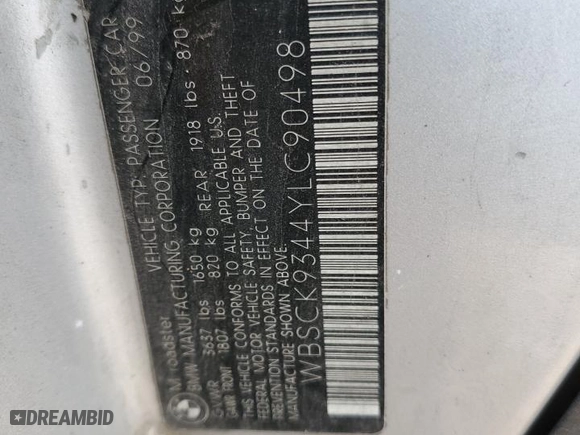 M roadster VEHICLE TYP. PASSENGER CAR
BMW MANUFACTURING CORPORATION 06/99
GVWR 3637 lbs 1650 kg
GAWR FRONT 1807 lbs 820 kg REAR 1918 lbs 870 kg
THIS VEHICLE CONFORMS TO ALL APPLICABLE U.S.
FEDERAL MOTOR VEHICLE SAFETY, BUMPER AND THEFT
PREVENTION STANDARDS IN EFFECT ON THE DATE OF
MANUFACTURE SHOWN ABOVE.
WBSCK9344YLC90498
DREAMBID